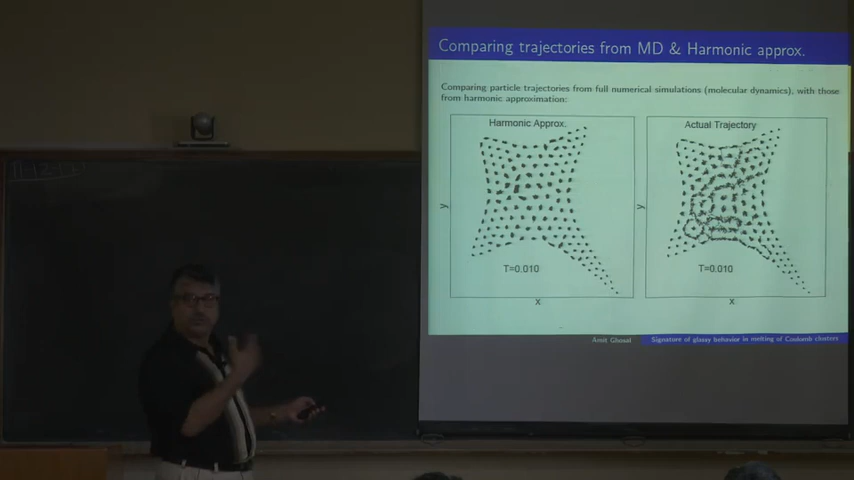 Comparing trajectories from MD & Harmonic approx.
Comparing particle trajectories from full numerical simulations (molecular dynamics), with those
from harmonic approximation:
Harmonic Approx.
Actual Trajectory
y
y
T=0.010
T=0.010
x
x
Amit Ghosal
Signature of glassy behavior in melting of Coulomb clusters